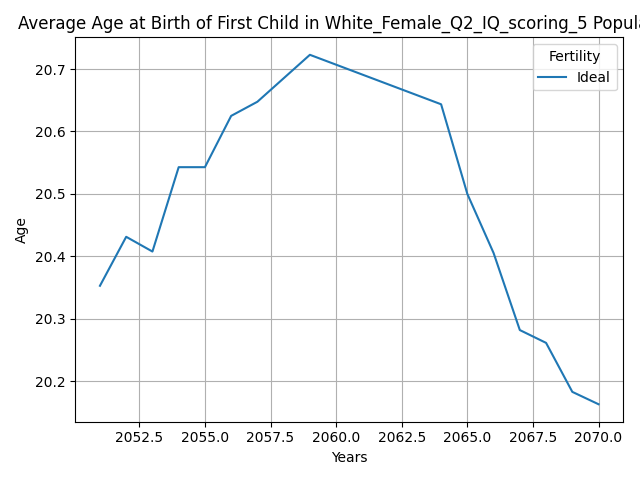 Average Age at Birth of First Child in White_Female_Q2_IQ_scoring_5 Popula
Fertility
Ideal
20.7
20.6
20.5
20.4
20.3
20.2
Age
2052.5 2055.0 2057.5 2060.0 2062.5 2065.0 2067.5 2070.0
Years